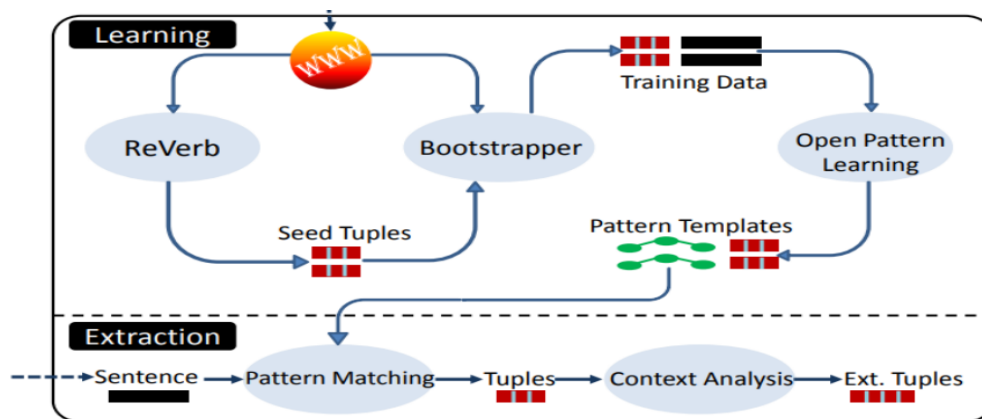 Learning
WWW
Training Data
ReVerb
Bootstrapper
Open Pattern
Learning
Seed Tuples
Pattern Templates
Extraction
Sentence
Pattern Matching
Tuples
Context Analysis
Ext. Tuples